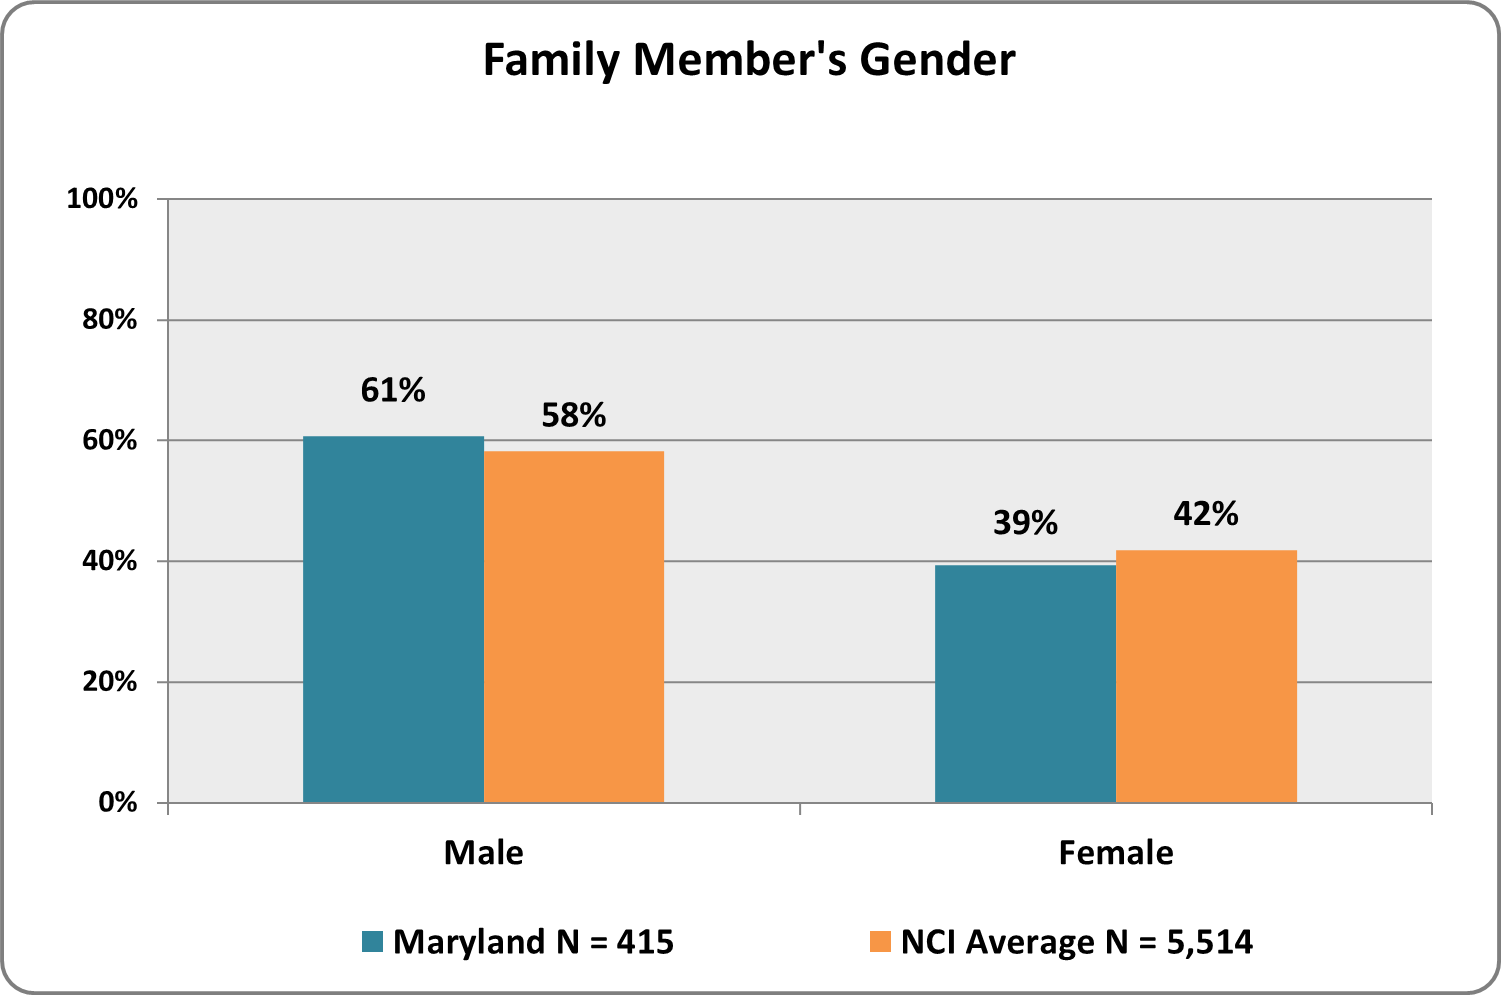 Family Member's Gender
100%
80%
60%
40%
20%
0%
61%
58%
39%
42%
Male
Female
Maryland N = 415
NCI Average N = 5,514